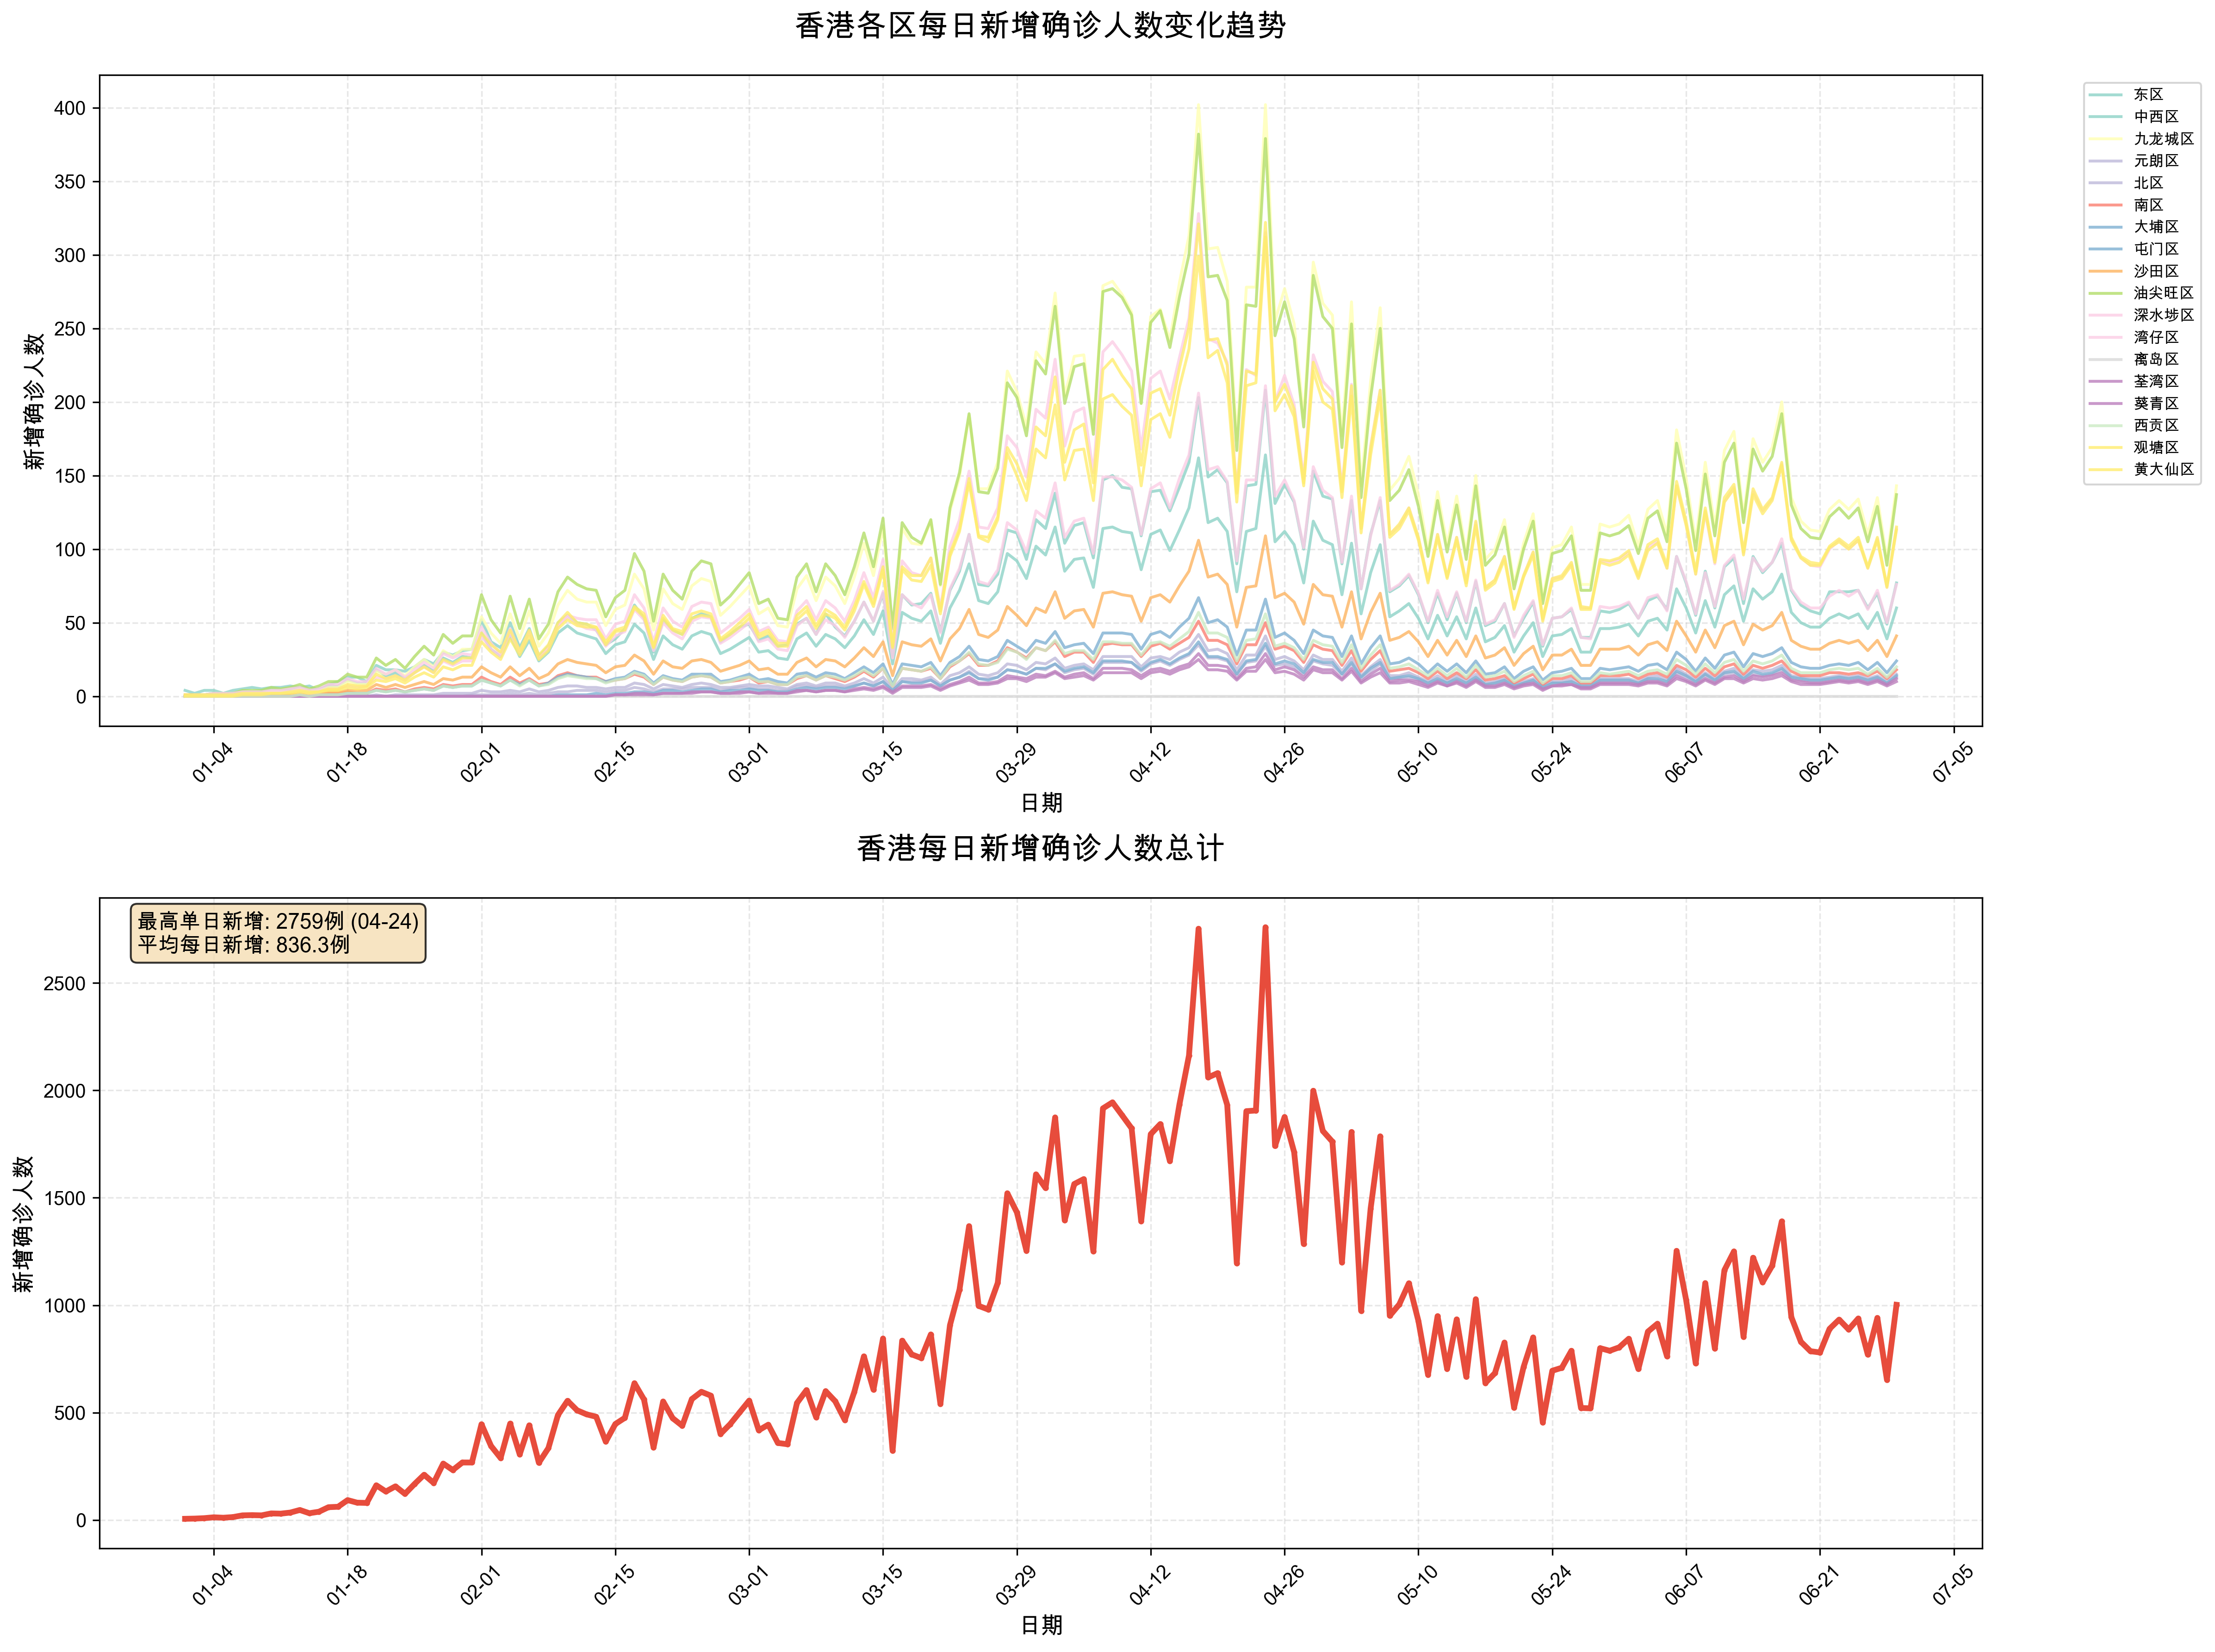 香港各区每日新增确诊人数变化趋势
400
350
300
250
200
150
100
50
0
新增确诊人数
01-04
01-18
02-01
02-15
03-01
03-15
03-29
04-12
04-26
05-10
05-24
06-07
06-21
07-05
日期
东区
中西区
九龙城区
元朗区
北区
南区
大埔区
屯门区
沙田区
油尖旺区
深水埗区
湾仔区
离岛区
荃湾区
葵青区
西贡区
观塘区
黄大仙区
香港每日新增确诊人数总计
最高单日新增: 2759例 (04-24)
平均每日新增: 836.3例
2500
2000
1500
1000
500
0
新增确诊人数
01-04
01-18
02-01
02-15
03-01
03-15
03-29
04-12
04-26
05-10
05-24
06-07
06-21
07-05
日期